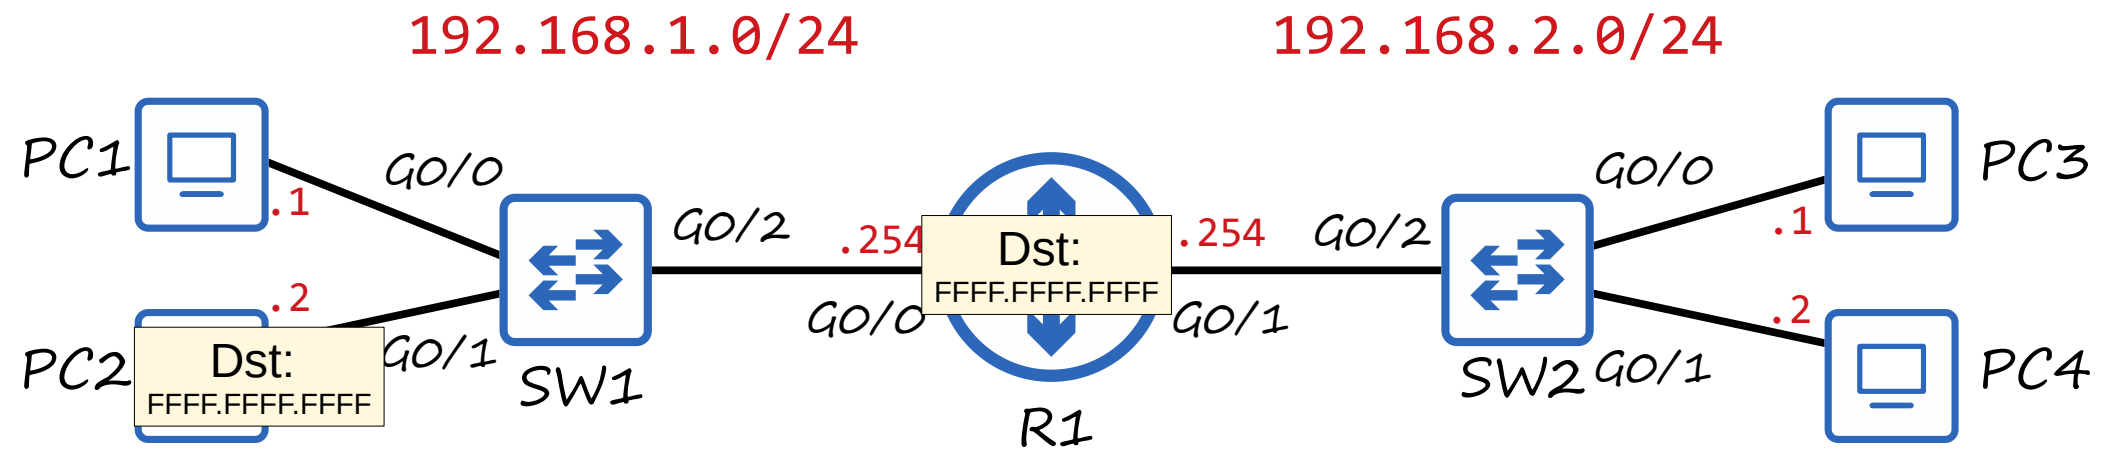 192.168.1.0/24
192.168.2.0/24
PC1
.1
G0/0
G0/2
.254
Dst:
FFFF.FFFF.FFFF
.254
G0/2
G0/0
PC3
.1
PC2
.2
Dst:
FFFF.FFFF.FFFF
G0/1
SW1
G0/0
R1
G0/1
SW2
G0/1
.2
PC4